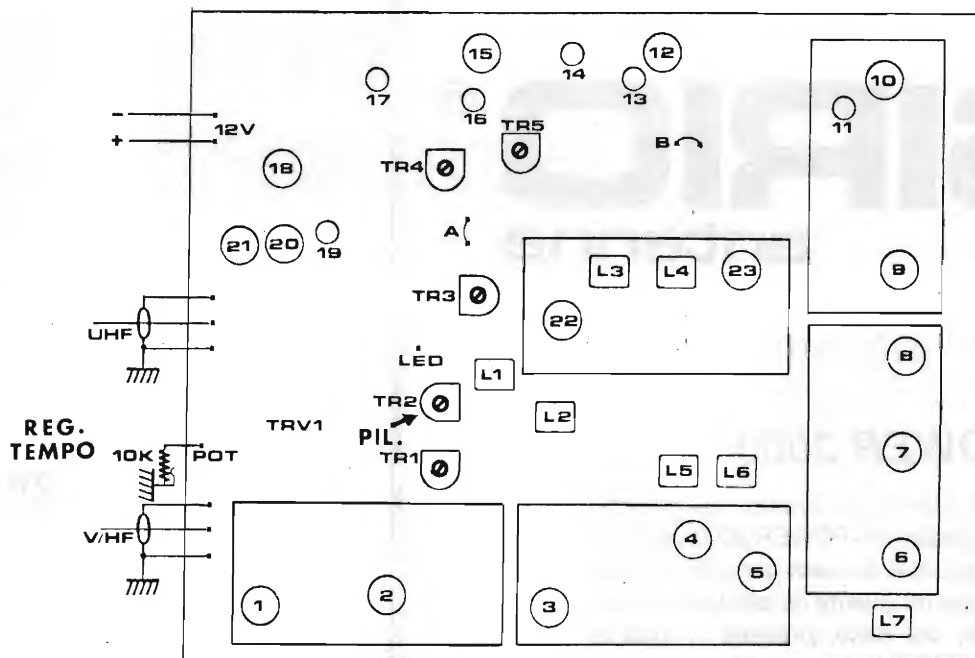 15
12
14
17
13
10
16
11
TR5
−
12V
+
B
TR4
18
A
21
20
19
L3
L4
23
9
TR3
22
UHF
LED
8
L1
TR2
L2
REG.
TEMPO
TRV1
PIL.
10K
POT
TR1
7
L5
L6
V/HF
4
5
6
1
2
3
L7